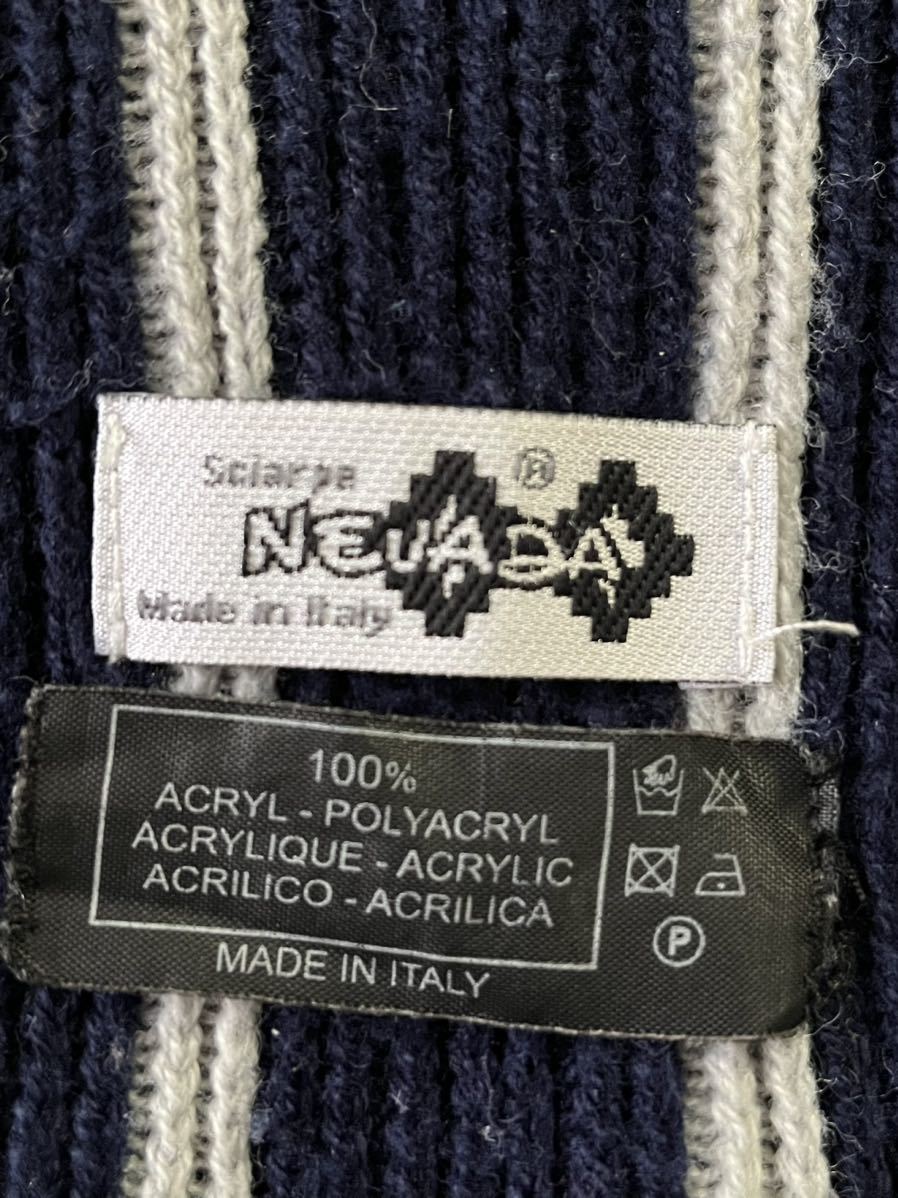 Sciarpe
®
NEVADA
Made in Italy
100%
ACRYL - POLYACRYL
ACRYLIQUE - ACRYLIC
ACRILICO - ACRILICA
MADE IN ITALY
P